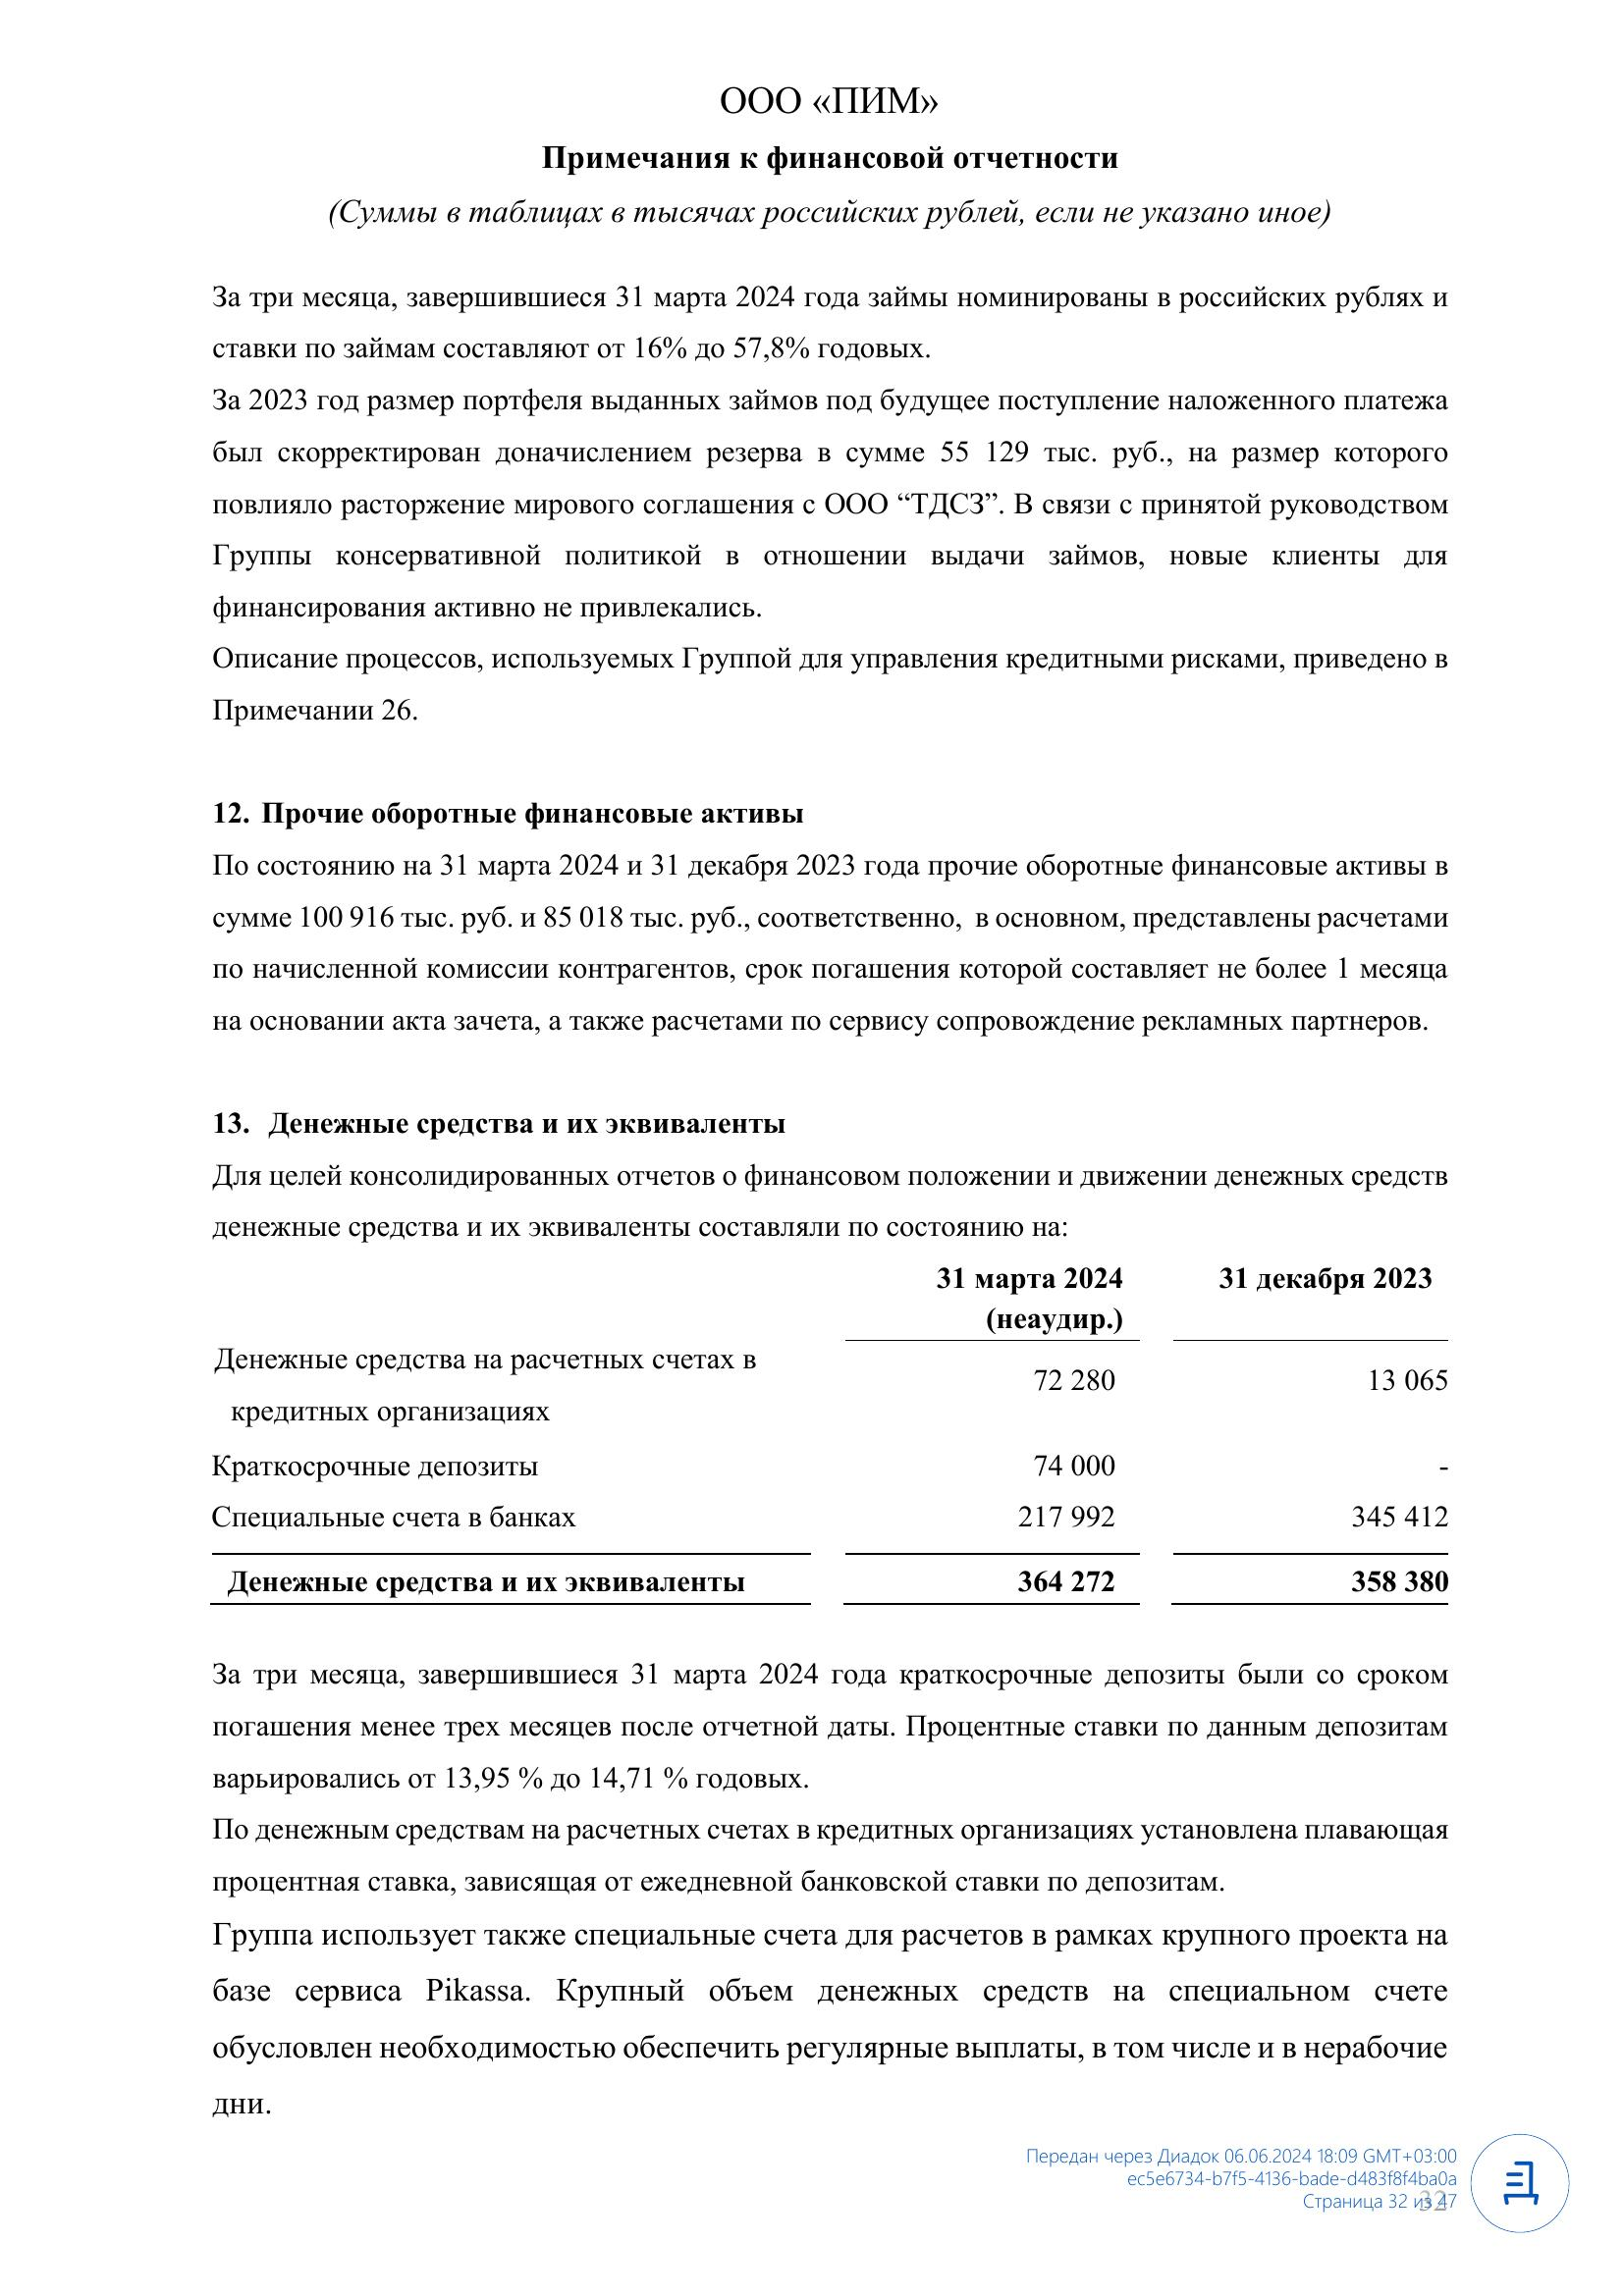 ООО «ПИМ»
Примечания к финансовой отчетности
(Суммы в таблицах в тысячах российских рублей, если не указано иное)
За три месяца, завершившиеся 31 марта 2024 года займы номинированы в российских рублях и
ставки по займам составляют от 16% до 57,8% годовых.
За 2023 год размер портфеля выданных займов под будущее поступление наложенного платежа
был скорректирован доначислением резерва в сумме 55 129 тыс. руб., на размер которого
повлияло расторжение мирового соглашения с ООО “ТДСЗ”. В связи с принятой руководством
Группы консервативной политикой в отношении выдачи займов, новые клиенты для
финансирования активно не привлекались.
Описание процессов, используемых Группой для управления кредитными рисками, приведено в
Примечании 26.
12. Прочие оборотные финансовые активы
По состоянию на 31 марта 2024 и 31 декабря 2023 года прочие оборотные финансовые активы в
сумме 100 916 тыс. руб. и 85 018 тыс. руб., соответственно, в основном, представлены расчетами
по начисленной комиссии контрагентов, срок погашения которой составляет не более 1 месяца
на основании акта зачета, а также расчетами по сервису сопровождение рекламных партнеров.
13. Денежные средства и их эквиваленты
Для целей консолидированных отчетов о финансовом положении и движении денежных средств
денежные средства и их эквиваленты составляли по состоянию на:
31 марта 2024 31 декабря 2023
(неаудир.)
Денежные средства на расчетных счетах в
кредитных организациях 72 280 13 065
Краткосрочные депозиты 74 000 -
Специальные счета в банках 217 992 345 412
Денежные средства и их эквиваленты 364 272 358 380
За три месяца, завершившиеся 31 марта 2024 года краткосрочные депозиты были со сроком
погашения менее трех месяцев после отчетной даты. Процентные ставки по данным депозитам
варьировались от 13,95 % до 14,71 % годовых.
По денежным средствам на расчетных счетах в кредитных организациях установлена плавающая
процентная ставка, зависящая от ежедневной банковской ставки по депозитам.
Группа использует также специальные счета для расчетов в рамках крупного проекта на
базе сервиса Pikassa. Крупный объем денежных средств на специальном счете
обусловлен необходимостью обеспечить регулярные выплаты, в том числе и в нерабочие
дни.
Передан через Диадок 06.06.2024 18:09 GMT+03:00
ec5e6734-b7f5-4136-bade-d483f8f4ba0a
Страница 32 из 47
32